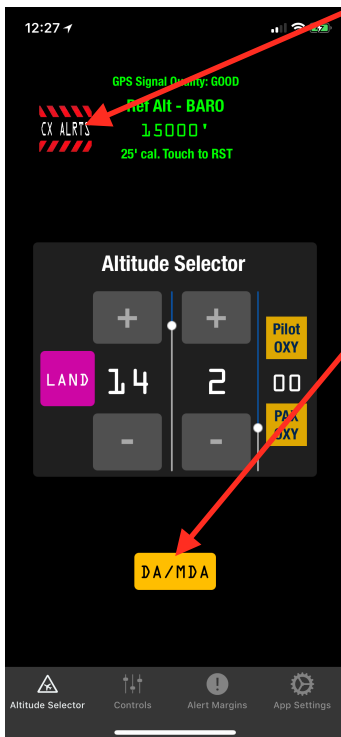 12:27
GPS Signal Quality: GOOD
Ref Alt - BARO
CX ALRTS
15000'
25' cal. Touch to RST
Altitude Selector
+ +
Pilot
OXY
LAND 14 2 00
PAX
OXY
- -
DA/MDA
Altitude Selector Controls Alert Margins App Settings